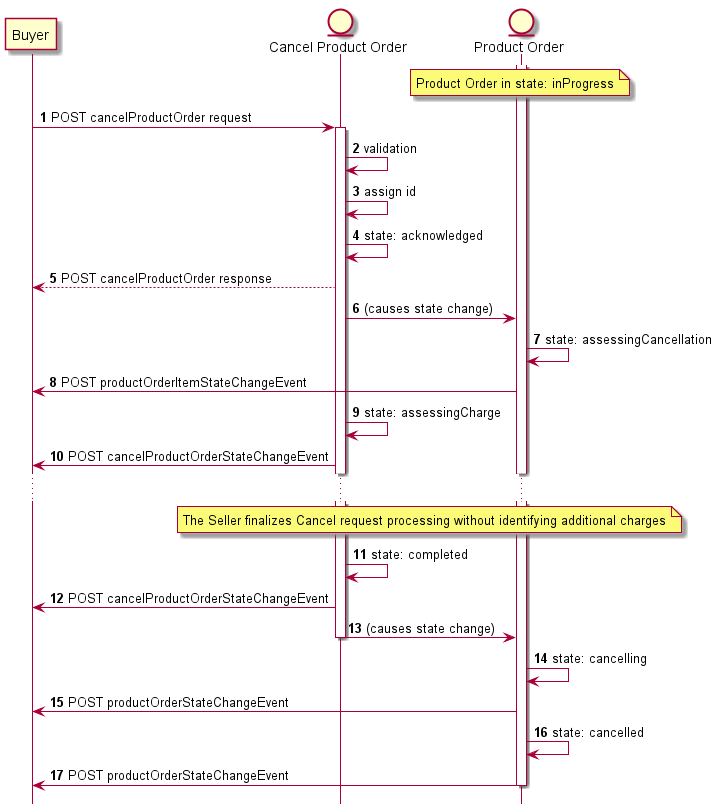 Buyer
Cancel Product Order
Product Order
Product Order in state: inProgress
1 POST cancelProductOrder request
2 validation
3 assign id
4 state: acknowledged
5 POST cancelProductOrder response
6 (causes state change)
7 state: assessingCancellation
8 POST productOrderItemStateChangeEvent
9 state: assessingCharge
10 POST cancelProductOrderStateChangeEvent
The Seller finalizes Cancel request processing without identifying additional charges
11 state: completed
12 POST cancelProductOrderStateChangeEvent
13 (causes state change)
14 state: cancelling
15 POST productOrderStateChangeEvent
16 state: cancelled
17 POST productOrderStateChangeEvent